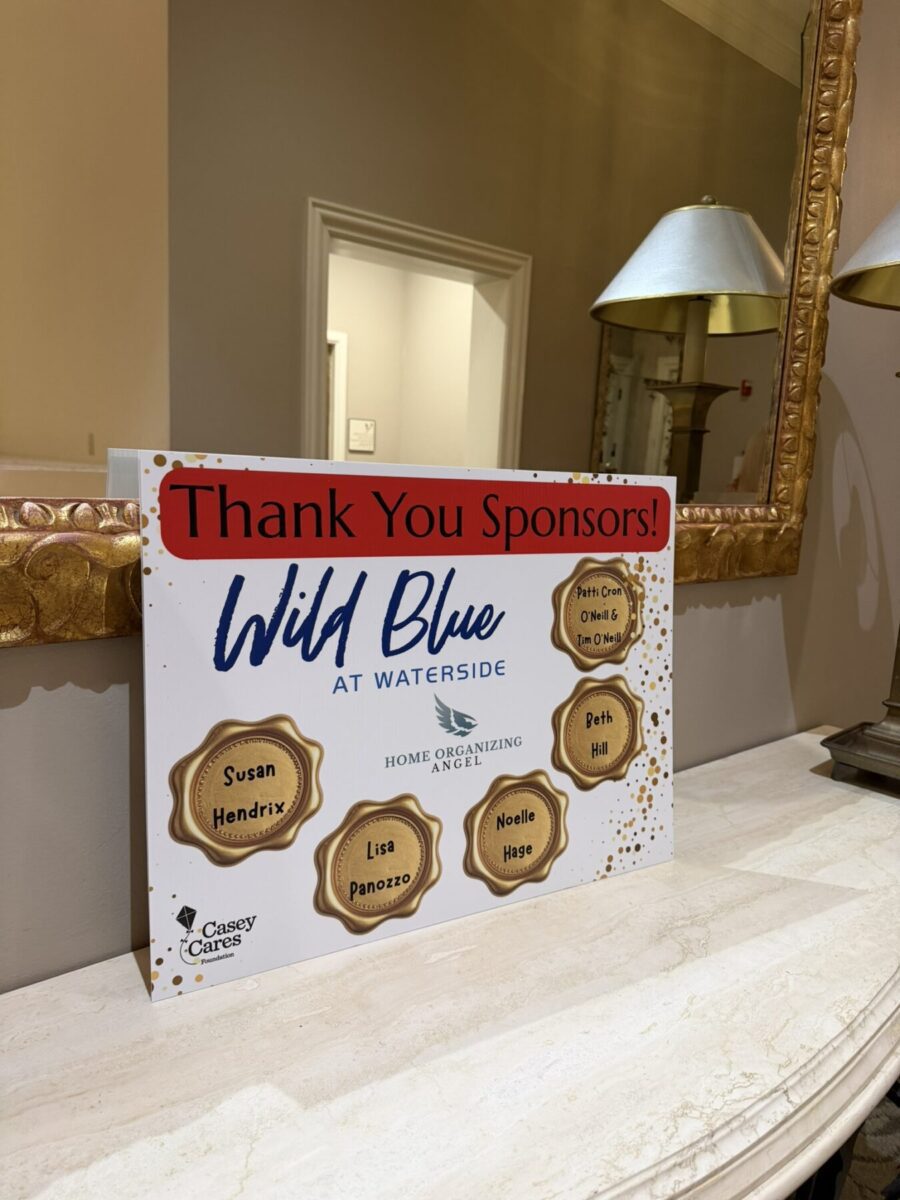 Thank You Sponsors!
Wild Blue
AT WATERSIDE
HOME ORGANIZING
ANGEL
Patti Cron
O'Neill &
Tim O'Neill
Beth
Hill
Susan
Hendrix
Lisa
Panozzo
Noelle
Hage
Casey
Cares
Foundation